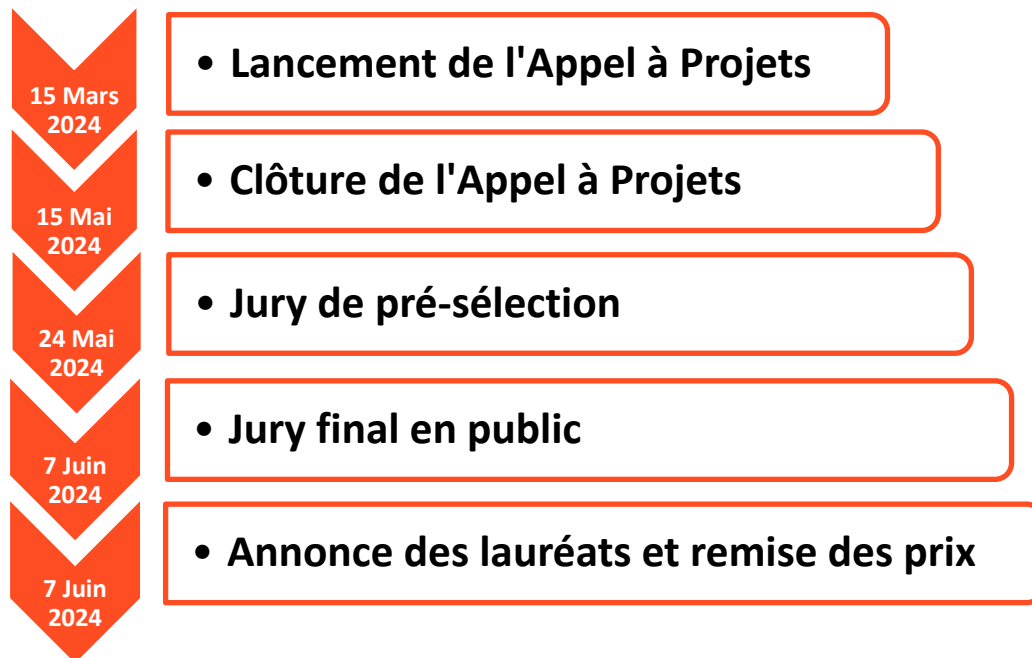 15 Mars
2024
• Lancement de l'Appel à Projets
15 Mai
2024
• Clôture de l'Appel à Projets
24 Mai
2024
• Jury de pré-sélection
7 Juin
2024
• Jury final en public
7 Juin
2024
• Annonce des lauréats et remise des prix